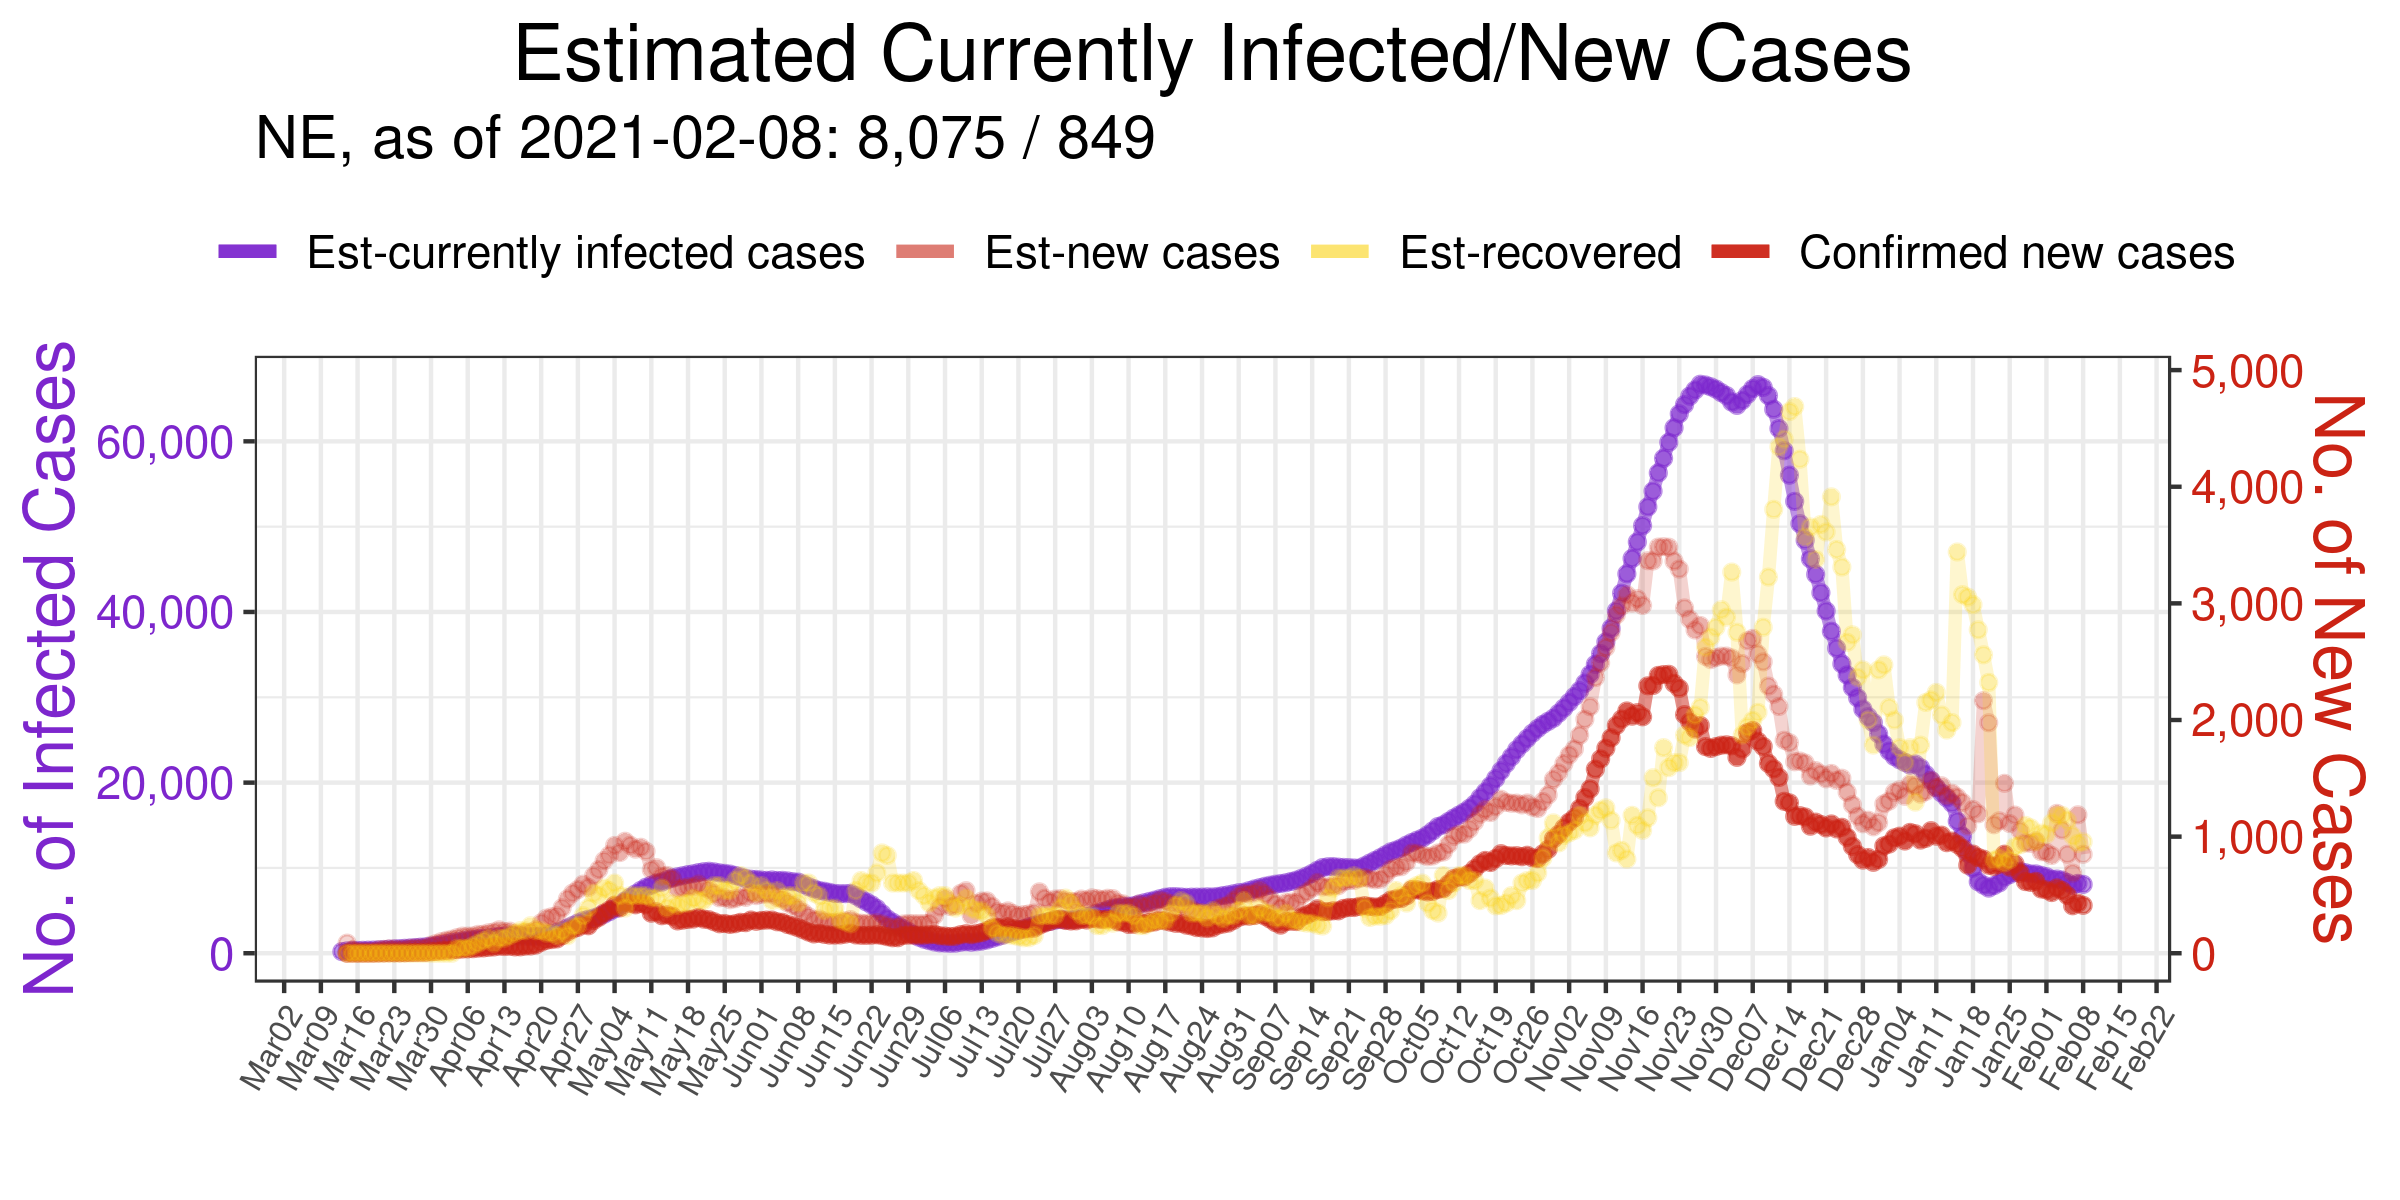 Estimated Currently Infected/New Cases
NE, as of 2021-02-08: 8,075 / 849
Est-currently infected cases Est-new cases Est-recovered Confirmed new cases
No. of Infected Cases
60,000
40,000
20,000
0
5,000
4,000
3,000
2,000
1,000
0
No. of New Cases
Mar02 Mar09 Mar16 Mar23 Mar30 Apr06 Apr13 Apr20 Apr27 May04 May11 May18 May25 Jun01 Jun08 Jun15 Jun22 Jun29 Jul06 Jul13 Jul20 Jul27 Aug03 Aug10 Aug17 Aug24 Aug31 Sep07 Sep14 Sep21 Sep28 Oct05 Oct12 Oct19 Oct26 Nov02 Nov09 Nov16 Nov23 Nov30 Dec07 Dec14 Dec21 Dec28 Jan04 Jan11 Jan18 Jan25 Feb01 Feb08 Feb15 Feb22